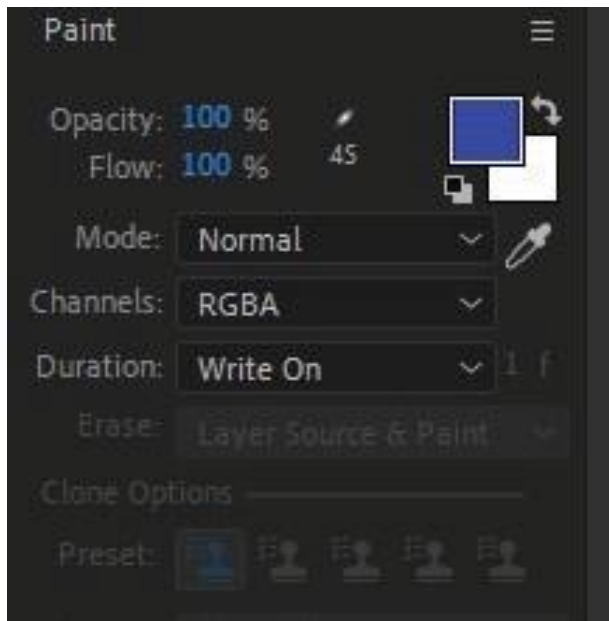 Paint
Opacity: 100 %
45
Flow: 100 %
Mode: Normal
Channels: RGBA
Duration: Write On 1 f
Erase: Layer Source & Paint
Clone Options
Preset: